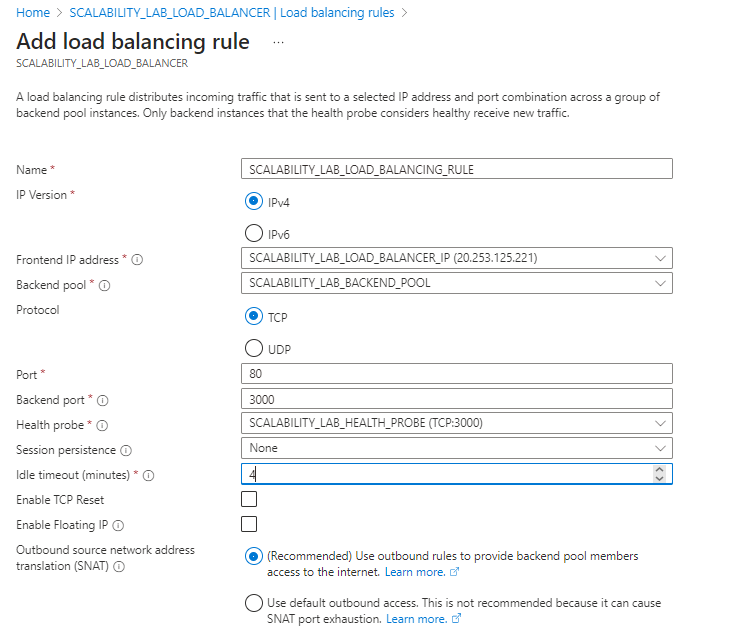 Home > SCALABILITY_LAB_LOAD_BALANCER | Load balancing rules >
Add load balancing rule ...
SCALABILITY_LAB_LOAD_BALANCER
A load balancing rule distributes incoming traffic that is sent to a selected IP address and port combination across a group of
backend pool instances. Only backend instances that the health probe considers healthy receive new traffic.
Name * SCALABILITY_LAB_LOAD_BALANCING_RULE
IP Version * IPv4
IPv6
Frontend IP address * SCALABILITY_LAB_LOAD_BALANCER_IP (20.253.125.221)
Backend pool * SCALABILITY_LAB_BACKEND_POOL
Protocol TCP
UDP
Port * 80
Backend port * 3000
Health probe * SCALABILITY_LAB_HEALTH_PROBE (TCP:3000)
Session persistence None
Idle timeout (minutes) * 4
Enable TCP Reset
Enable Floating IP
Outbound source network address
translation (SNAT)
(Recommended) Use outbound rules to provide backend pool members
access to the internet. Learn more.
Use default outbound access. This is not recommended because it can cause
SNAT port exhaustion. Learn more.